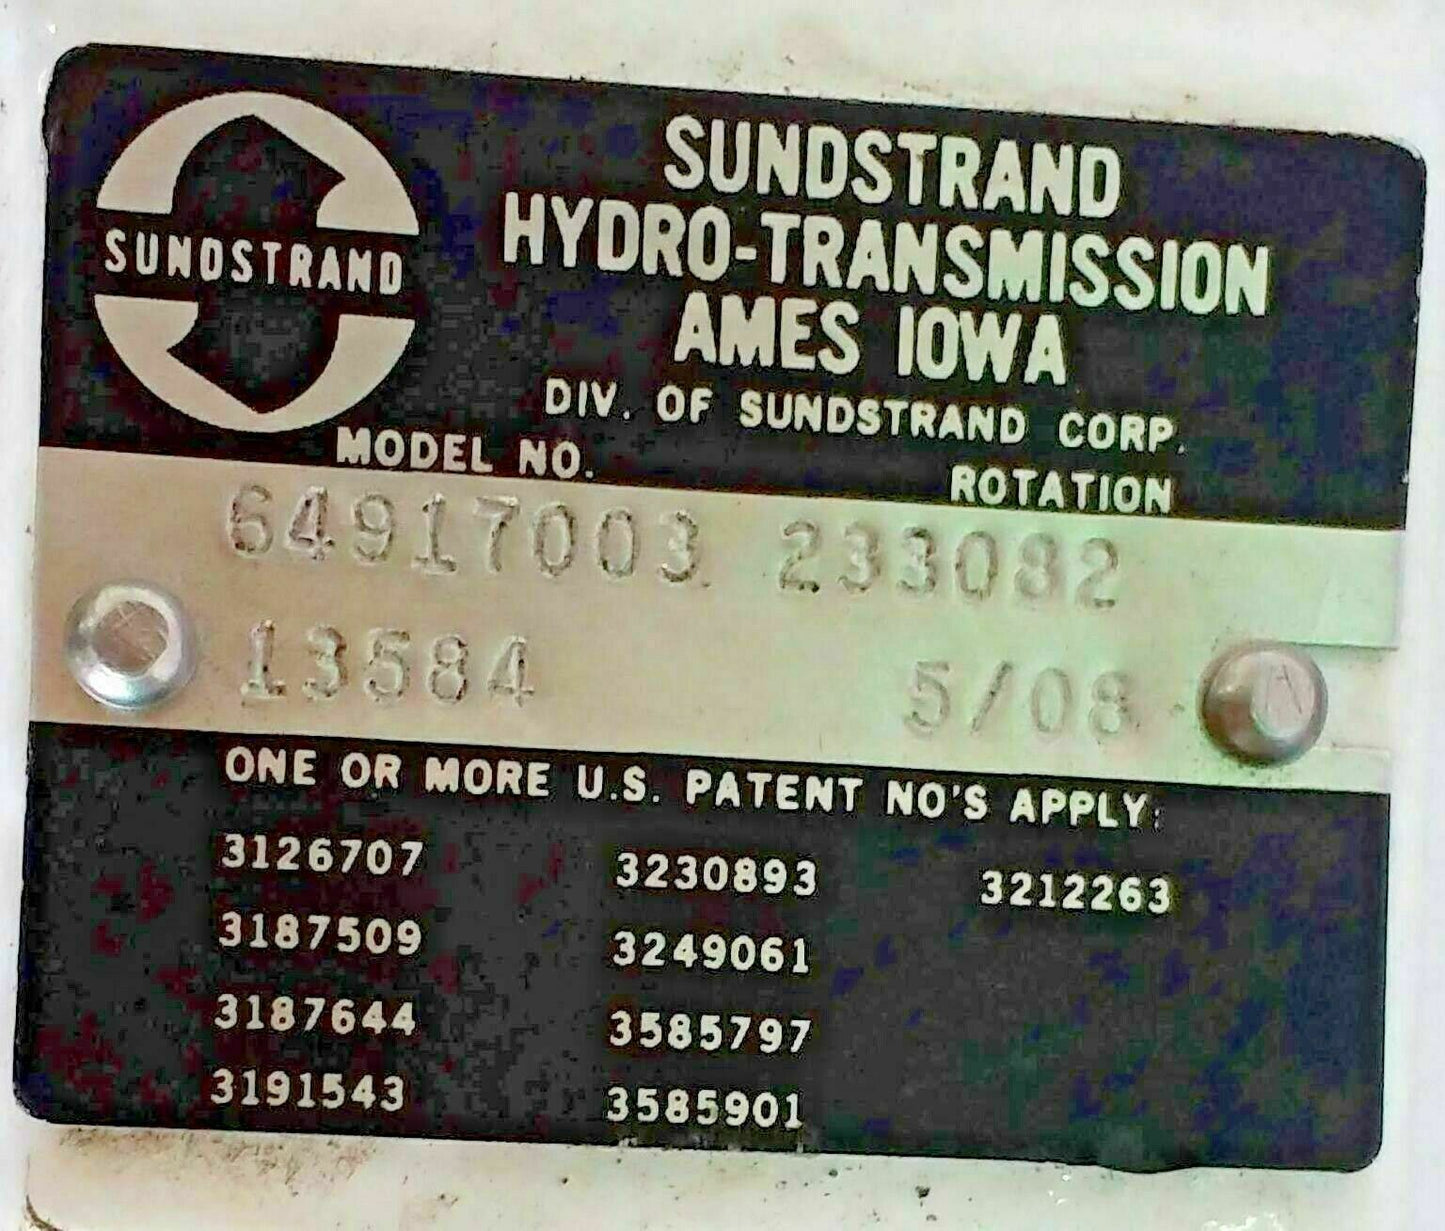 SUNDSTRAND
SUNDSTRAND
HYDRO-TRANSMISSION
AMES IOWA
DIV. OF SUNDSTRAND CORP.
MODEL NO. ROTATION
64917003 233082
13584 5/08
ONE OR MORE U.S. PATENT NO'S APPLY:
3126707 3230893 3212263
3187509 3249061
3187644 3585797
3191543 3585901